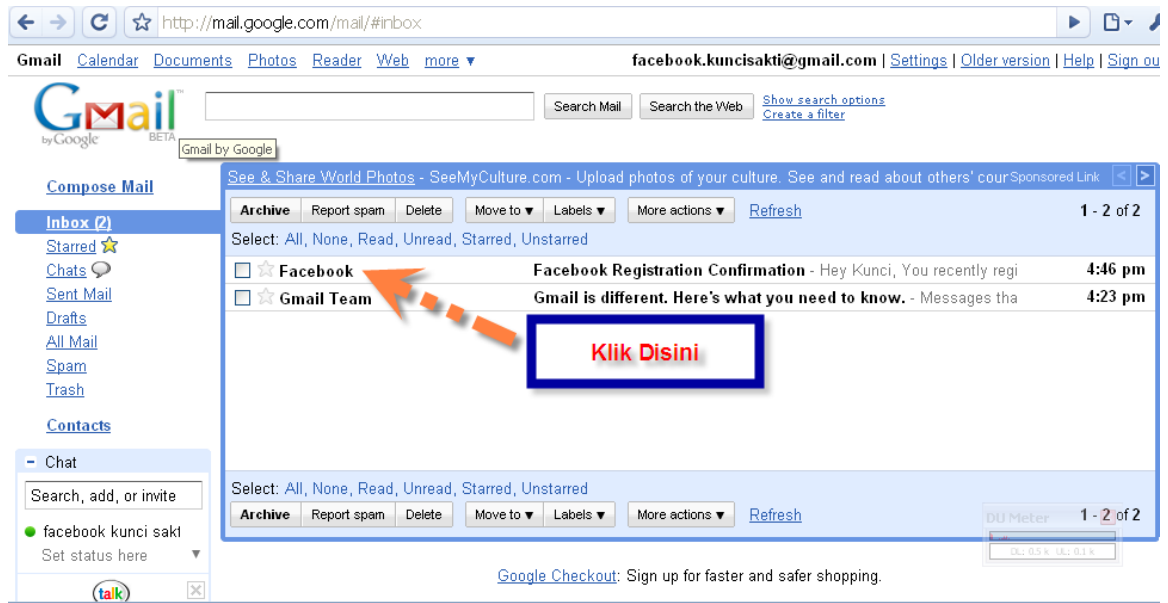 http://mail.google.com/mail/#inbox
Gmail Calendar Documents Photos Reader Web more ▼ facebook.kuncisakti@gmail.com | Settings | Older version | Help | Sign ou
Gmail™ by Google BETA
Search Mail Search the Web Show search options
Create a filter
Gmail by Google
Compose Mail
Inbox (2)
Starred
Chats
Sent Mail
Drafts
All Mail
Spam
Trash
Contacts
- Chat
Search, add, or invite
facebook kunci sakt
Set status here ▼
talk
See & Share World Photos - SeeMyCulture.com - Upload photos of your culture. See and read about others' cour Sponsored Link < >
Archive Report spam Delete Move to ▼ Labels ▼ More actions ▼ Refresh 1 - 2 of 2
Select: All, None, Read, Unread, Starred, Unstarred
Facebook Facebook Registration Confirmation - Hey Kunci, You recently regi 4:46 pm
Gmail Team Gmail is different. Here's what you need to know. - Messages tha 4:23 pm
Klik Disini
Select: All, None, Read, Unread, Starred, Unstarred
Archive Report spam Delete Move to ▼ Labels ▼ More actions ▼ Refresh 1 - 2 of 2
DU Meter
DL: 0.5 k UL: 0.1 k
Google Checkout: Sign up for faster and safer shopping.